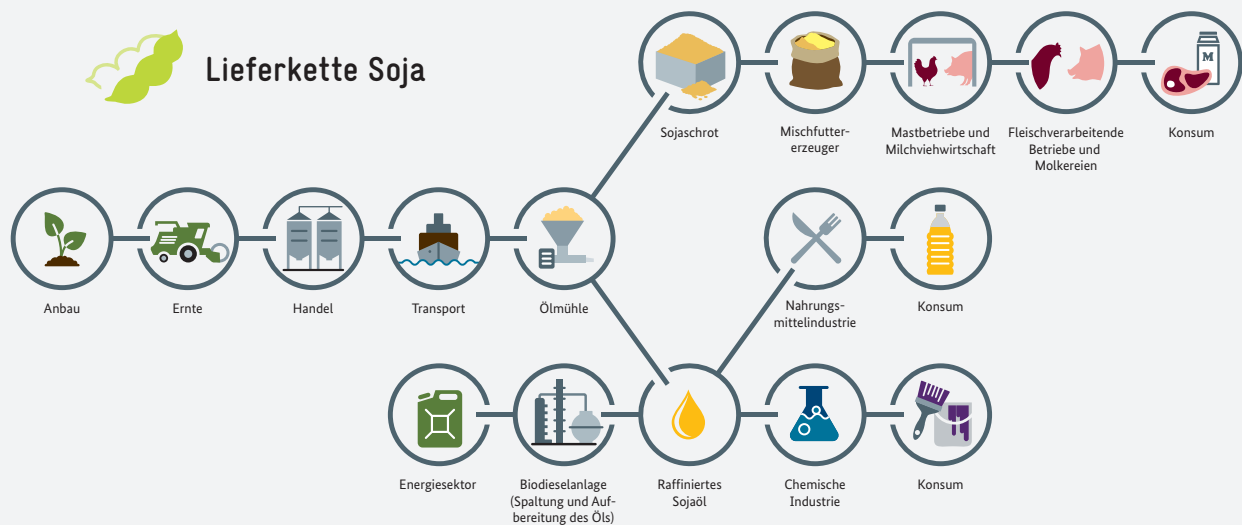 Lieferkette Soja
M
Sojaschrot
Mischfutter-
erzeuger
Mastbetriebe und
Milchviehwirtschaft
Fleischverarbeitende
Betriebe und
Molkereien
Konsum
Anbau
Ernte
Handel
Transport
Ölmühle
Nahrungs-
mittelindustrie
Konsum
Energiesektor
Biodieselanlage
(Spaltung und Auf-
bereitung des Öls)
Raffiniertes
Sojaöl
Chemische
Industrie
Konsum